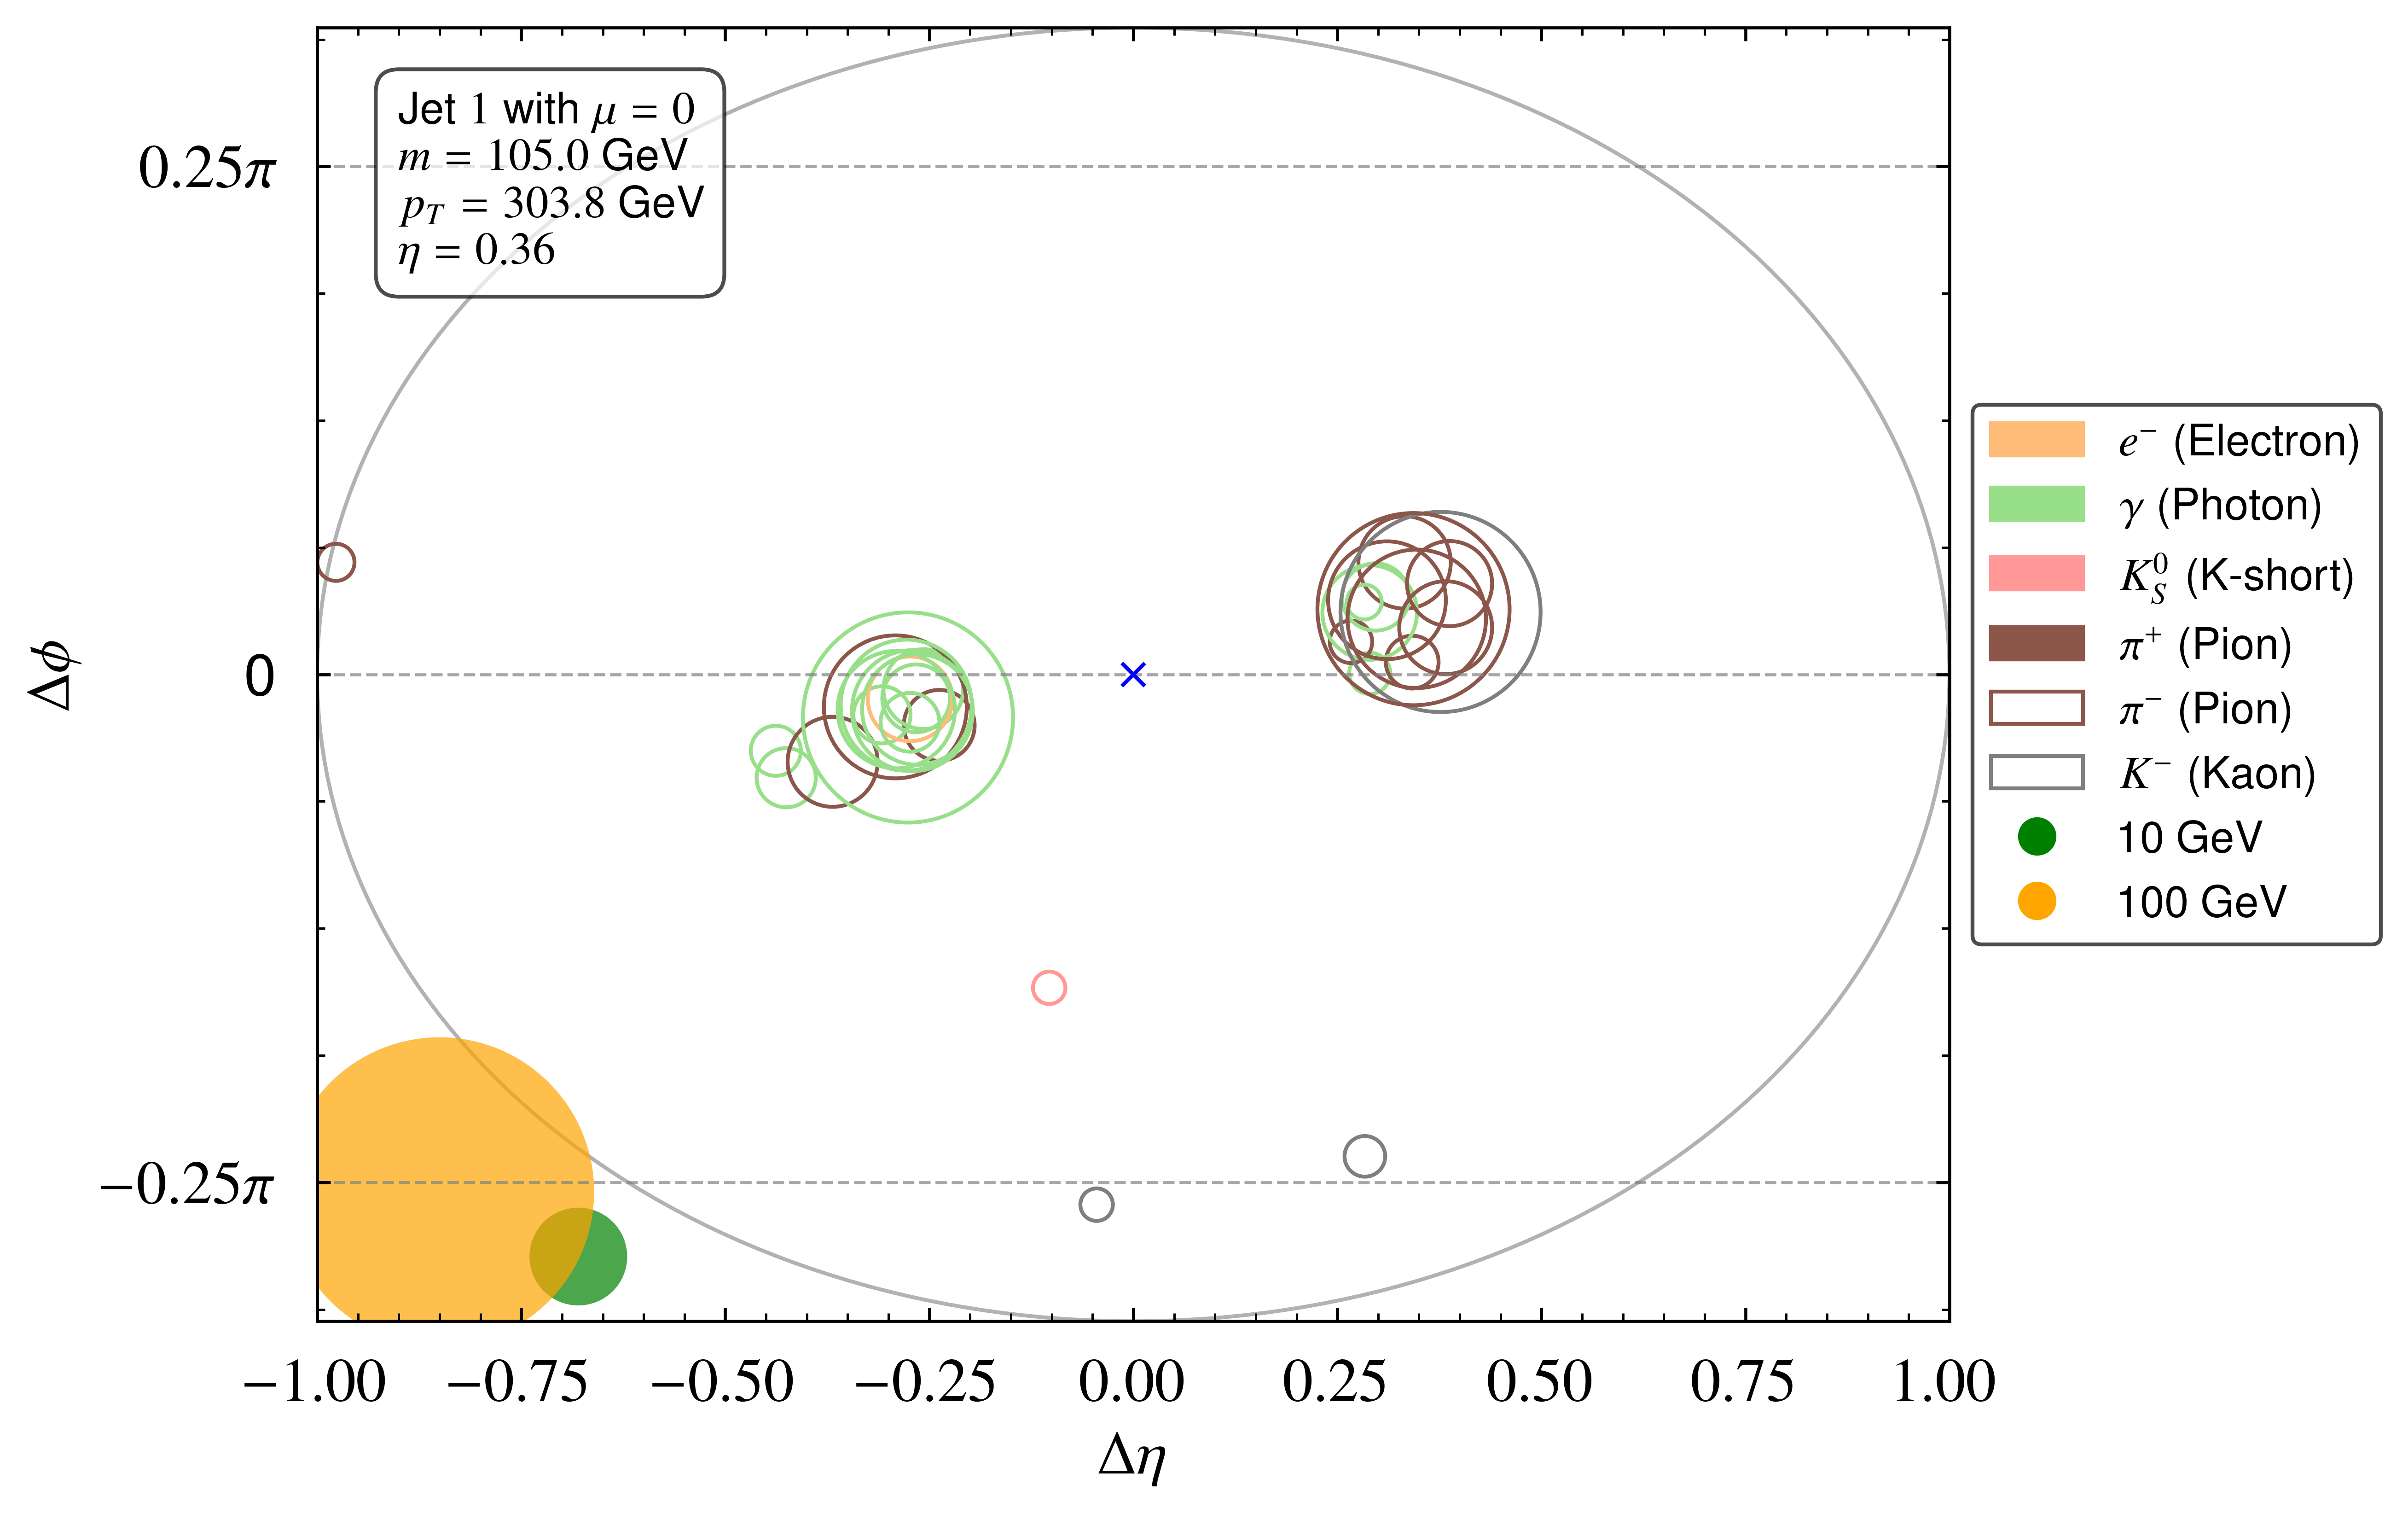 Jet 1 with μ = 0
m = 105.0 GeV
p_T = 303.8 GeV
η = 0.36
0.25π
0
−0.25π
Δϕ
−1.00 −0.75 −0.50 −0.25 0.00 0.25 0.50 0.75 1.00
Δη
e⁻ (Electron)
γ (Photon)
K_S^0 (K-short)
π⁺ (Pion)
π⁻ (Pion)
K⁻ (Kaon)
10 GeV
100 GeV